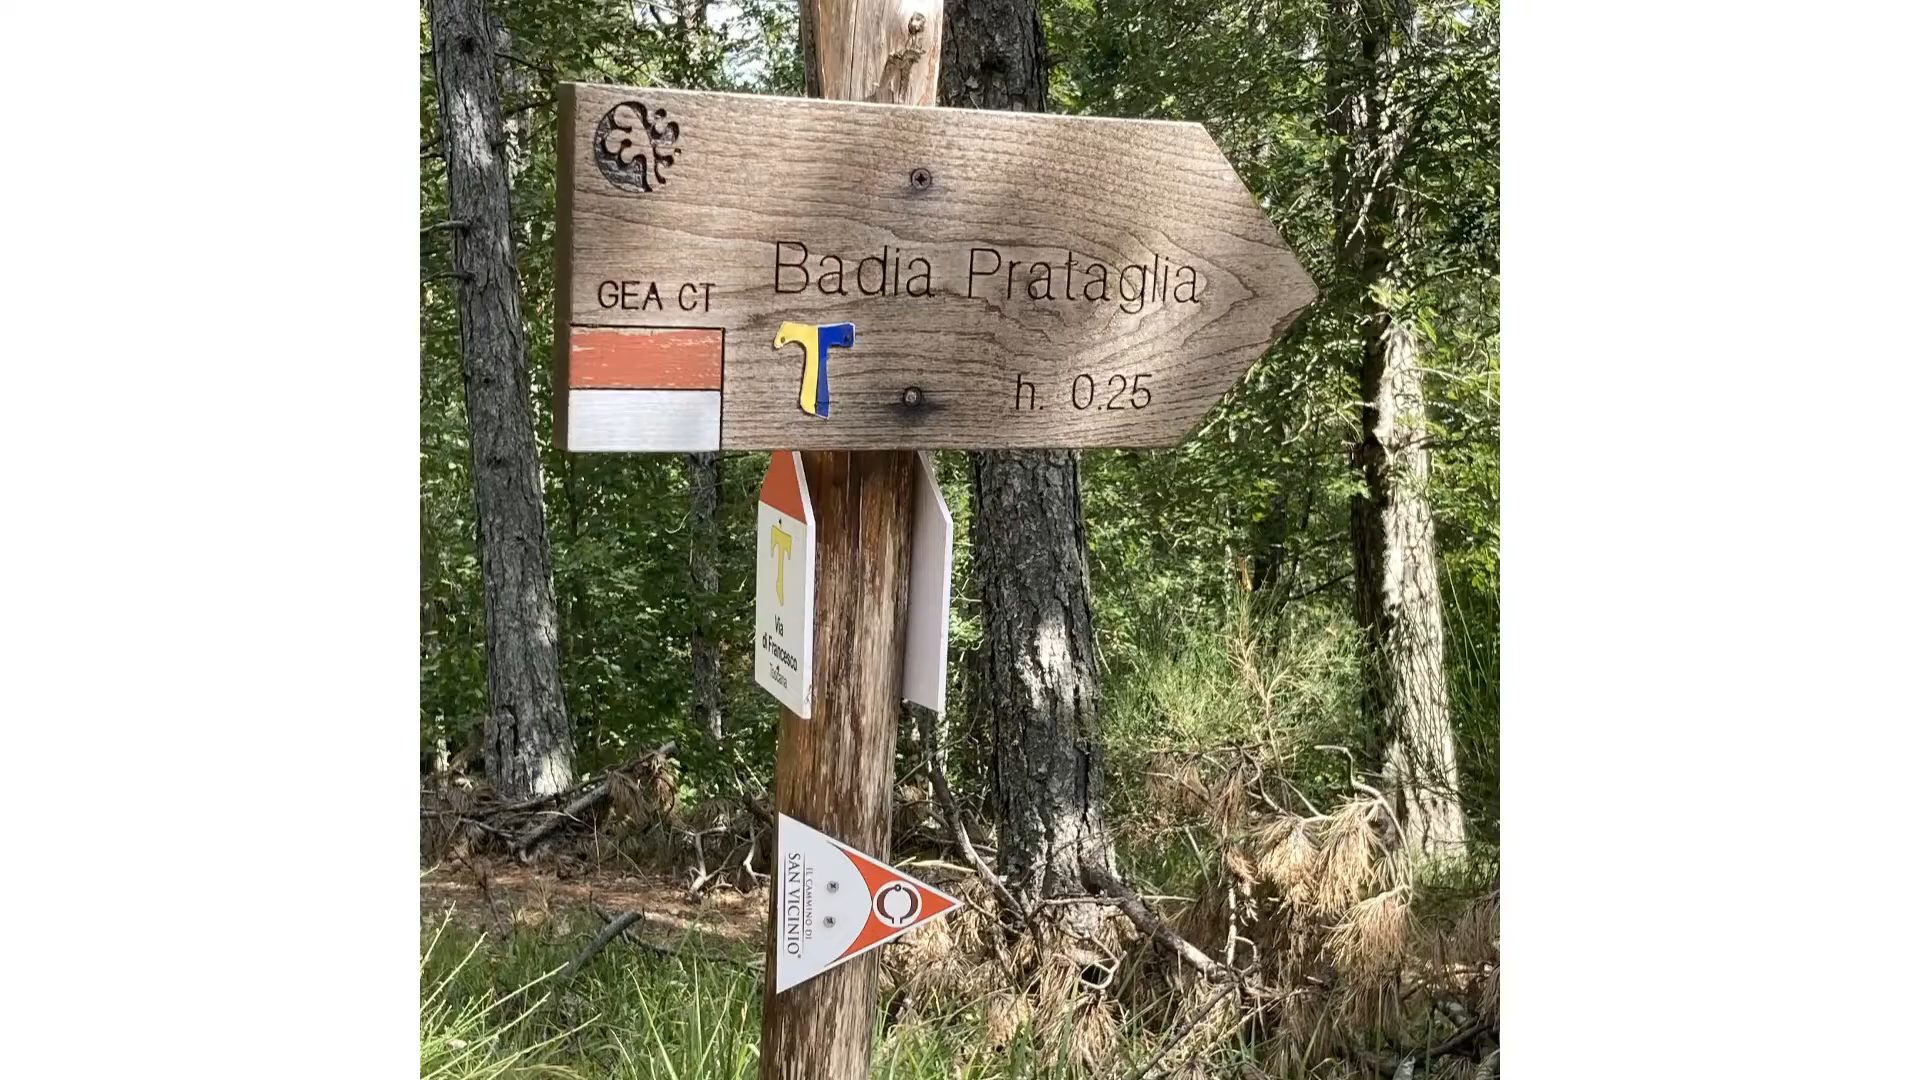 GEA CT
Badia Prataglia
T
h. 0.25
T
Via
di Francesco
Toscana
IL CAMMINO DI
SAN VICINIO®